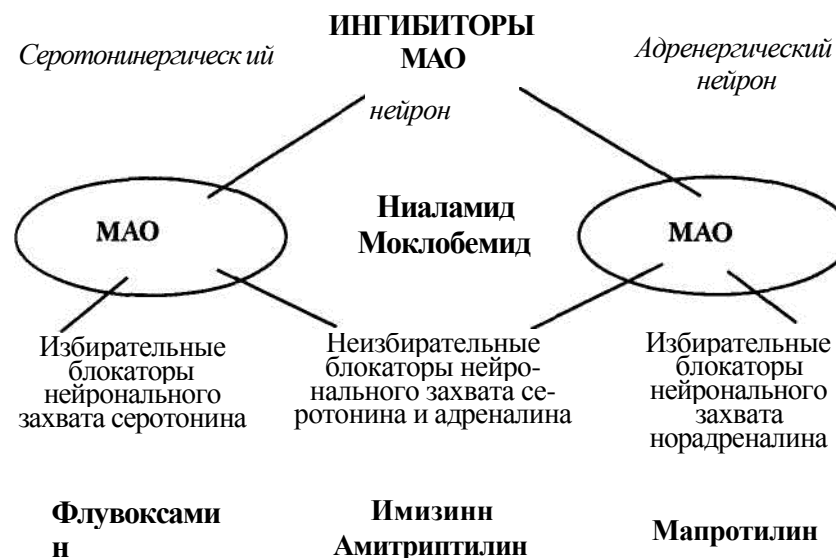 ИНГИБИТОРЫ
МАО
Серотонинергическ ий
нейрон
Адренергический
нейрон
МАО
Ниаламид
Моклобемид
МАО
Избирательные
блокаторы
нейронального
захвата серотонина
Неизбирательные
блокаторы нейро-
нального захвата се-
ротонина и адреналина
Избирательные
блокаторы
нейронального
захвата
норадреналина
Флувоксами
н
Имизинн
Амитриптилин
Мапротилин